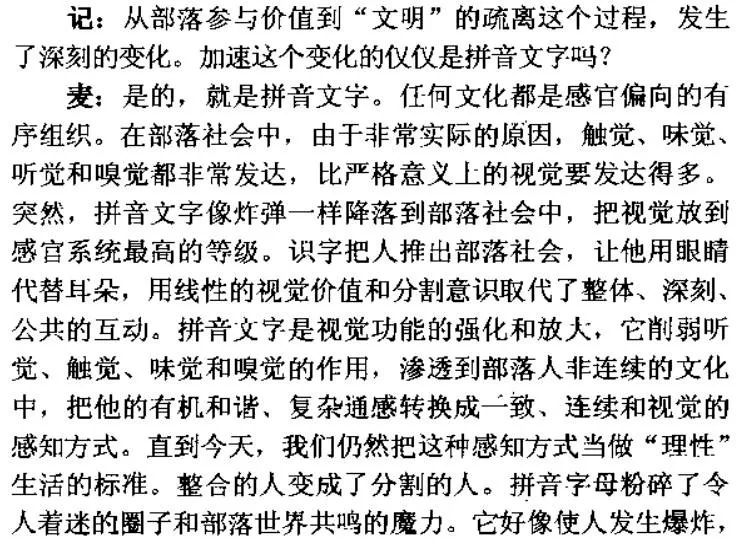 记：从部落参与价值到“文明”的疏离这个过程，发生
了深刻的变化。加速这个变化的仅仅是拼音文字吗？
麦：是的，就是拼音文字。任何文化都是感官偏向的有
序组织。在部落社会中，由于非常实际的原因，触觉、味觉、
听觉和嗅觉都非常发达，比严格意义上的视觉要发达得多。
突然，拼音文字像炸弹一样降落到部落社会中，把视觉放到
感官系统最高的等级。识字把人推出部落社会，让他用眼睛
代替耳朵，用线性的视觉价值和分割意识取代了整体、深刻、
公共的互动。拼音文字是视觉功能的强化和放大，它削弱听
觉、触觉、味觉和嗅觉的作用，渗透到部落人非连续的文化
中，把他的有机和谐、复杂通感转换成一致、连续和视觉的
感知方式。直到今天，我们仍然把这种感知方式当做“理性”
生活的标准。整合的人变成了分割的人。拼音字母粉碎了令
人着迷的圈子和部落世界共鸣的魔力。它好像使人发生爆炸，